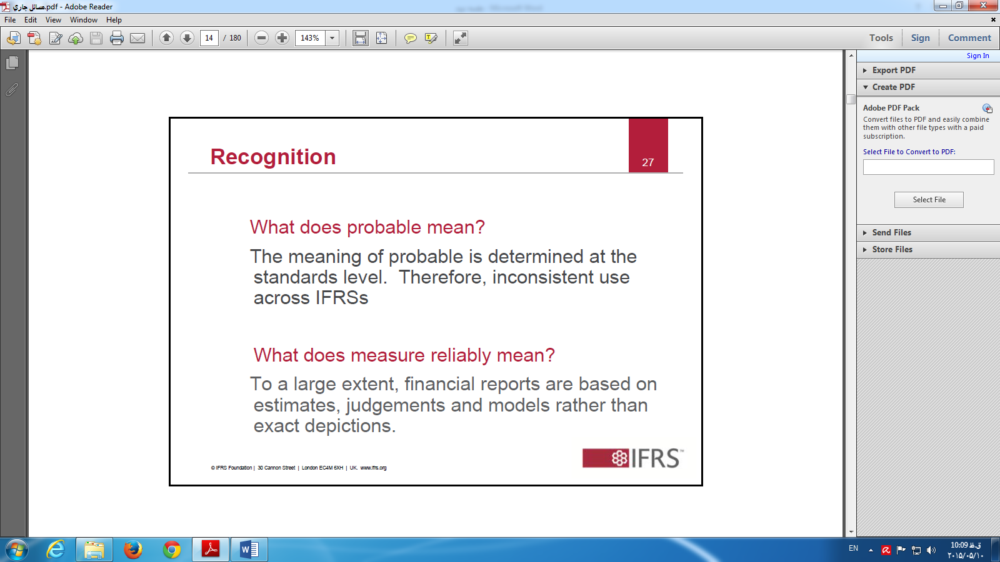 مسائل جاري.pdf - Adobe Reader
File Edit View Window Help
14 / 180 143% Tools Sign Comment
Sign In
Export PDF
Create PDF
Adobe PDF Pack
Convert files to PDF and easily combine
them with other file types with a paid
subscription.
Select File to Convert to PDF:
Select File
Send Files
Store Files
Recognition
27
What does probable mean?
The meaning of probable is determined at the
standards level. Therefore, inconsistent use
across IFRSs
What does measure reliably mean?
To a large extent, financial reports are based on
estimates, judgements and models rather than
exact depictions.
IFRS™
© IFRS Foundation | 30 Cannon Street | London EC4M 6XH | UK. www.ifrs.org
EN
10:09 ق.ظ
۲۰۱۵/۰۵/۱۰